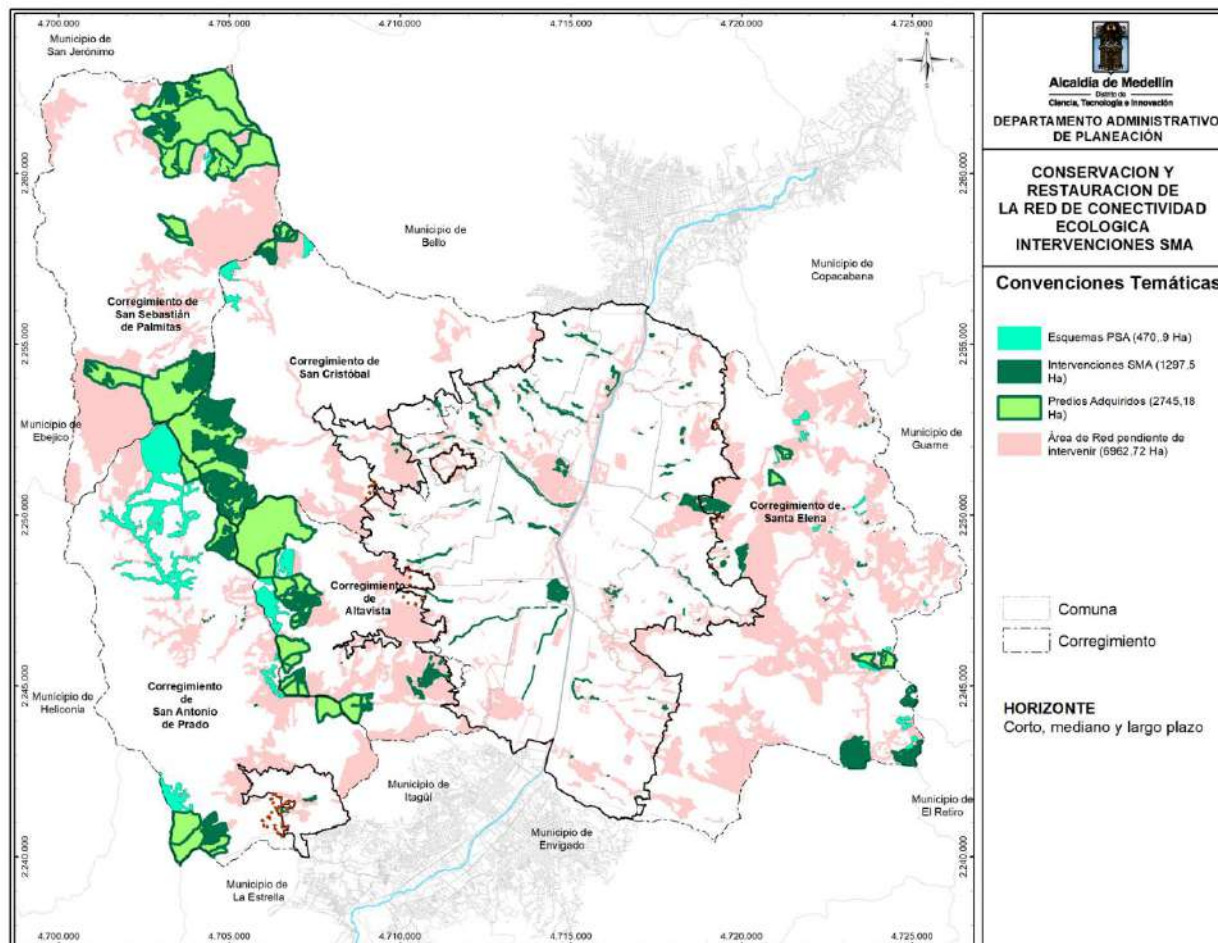 4.700.000
4.705.000
4.710.000
4.715.000
4.720.000
4.725.000
Municipio de
San Jerónimo
2.260.000
2.260.000
Municipio de
Bello
Municipio de
Copacabana
Corregimiento de
San Sebastián
de Palmitas
2.255.000
2.255.000
Corregimiento de
San Cristóbal
Municipio de
Ebejico
Municipio de
Guarne
2.250.000
2.250.000
Corregimiento de
Santa Elena
Corregimiento
de
Altavista
2.245.000
2.245.000
Municipio de
Heliconía
Corregimiento
de
San Antonio
de Prado
Municipio de
Itagüí
Municipio de
Envigado
Municipio de
El Retiro
2.240.000
2.240.000
Municipio de
La Estrella
4.700.000
4.705.000
4.710.000
4.715.000
4.720.000
4.725.000
Alcaldía de Medellín
Distrito de
Ciencia, Tecnología e Innovación
DEPARTAMENTO ADMINISTRATIVO
DE PLANEACIÓN
CONSERVACION Y
RESTAURACION DE
LA RED DE CONECTIVIDAD
ECOLOGICA
INTERVENCIONES SMA
Convenciones Temáticas
Esquemas PSA (470,.9 Ha)
Intervenciones SMA (1297,5
Ha)
Predios Adquiridos (2745,18
Ha)
Área de Red pendiente de
intervenir (6962,72 Ha)
Comuna
Corregimiento
HORIZONTE
Corto, mediano y largo plazo